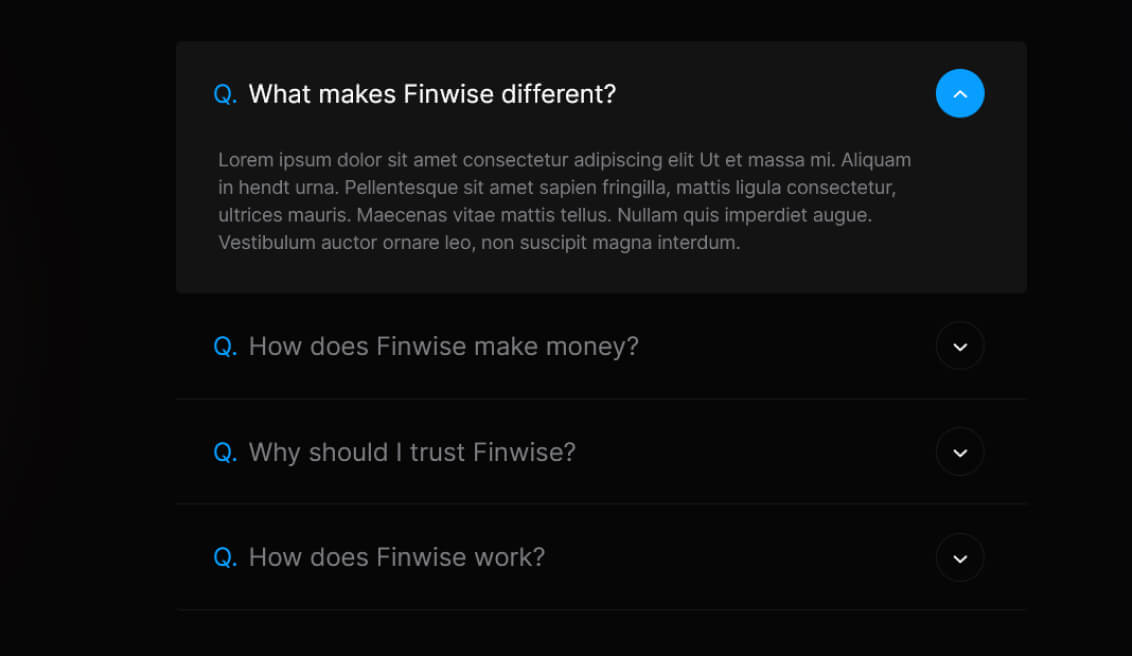 Q. What makes Finwise different?
Lorem ipsum dolor sit amet consectetur adipiscing elit Ut et massa mi. Aliquam
in hendt urna. Pellentesque sit amet sapien fringilla, mattis ligula consectetur,
ultrices mauris. Maecenas vitae mattis tellus. Nullam quis imperdiet augue.
Vestibulum auctor ornare leo, non suscipit magna interdum.
Q. How does Finwise make money?
Q. Why should I trust Finwise?
Q. How does Finwise work?